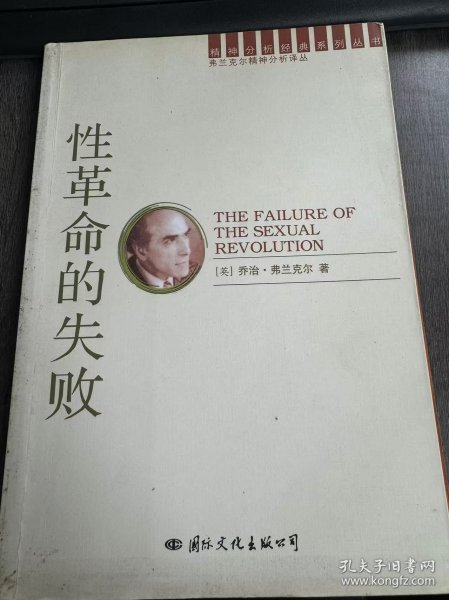 精神分析经典系列丛书
弗兰克尔精神分析译丛
性革命的失败
THE FAILURE OF
THE SEXUAL
REVOLUTION
[英] 乔治·弗兰克尔 著
国际文化出版公司
孔夫子旧书网
www.kongfz.com